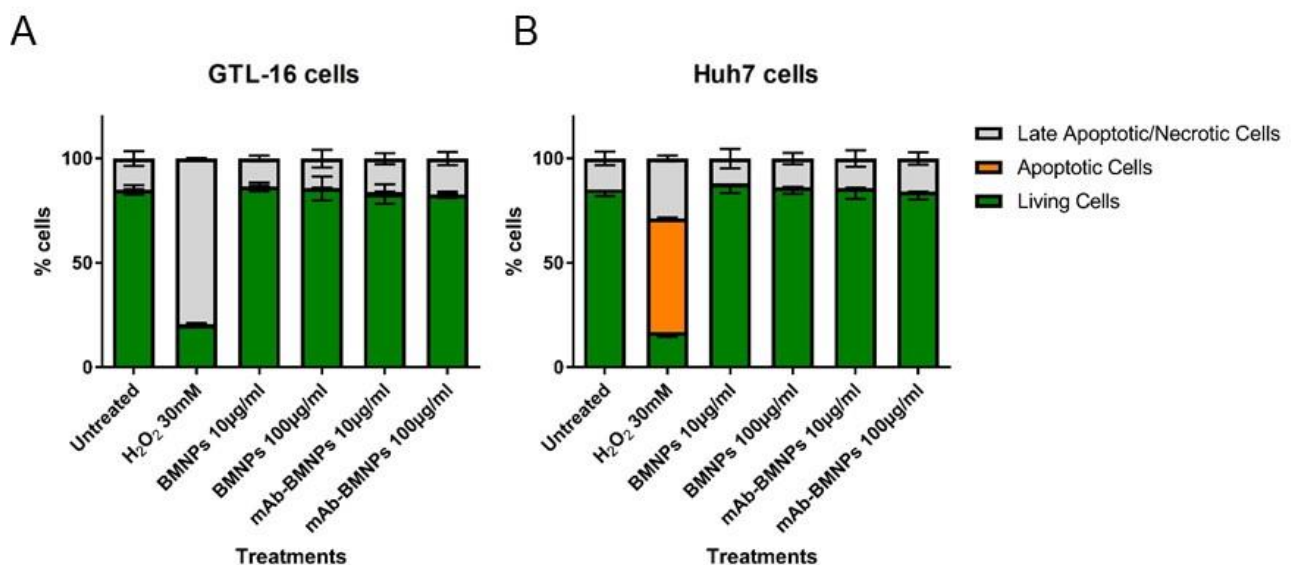 A
GTL-16 cells
% cells
100
50
0
Untreated
H₂O₂ 30mM
BMNPs 10µg/ml
BMNPs 100µg/ml
mAb-BMNPs 10µg/ml
mAb-BMNPs 100µg/ml
Treatments
B
Huh7 cells
% cells
100
50
0
Untreated
H₂O₂ 30mM
BMNPs 10µg/ml
BMNPs 100µg/ml
mAb-BMNPs 10µg/ml
mAb-BMNPs 100µg/ml
Treatments
Late Apoptotic/Necrotic Cells
Apoptotic Cells
Living Cells